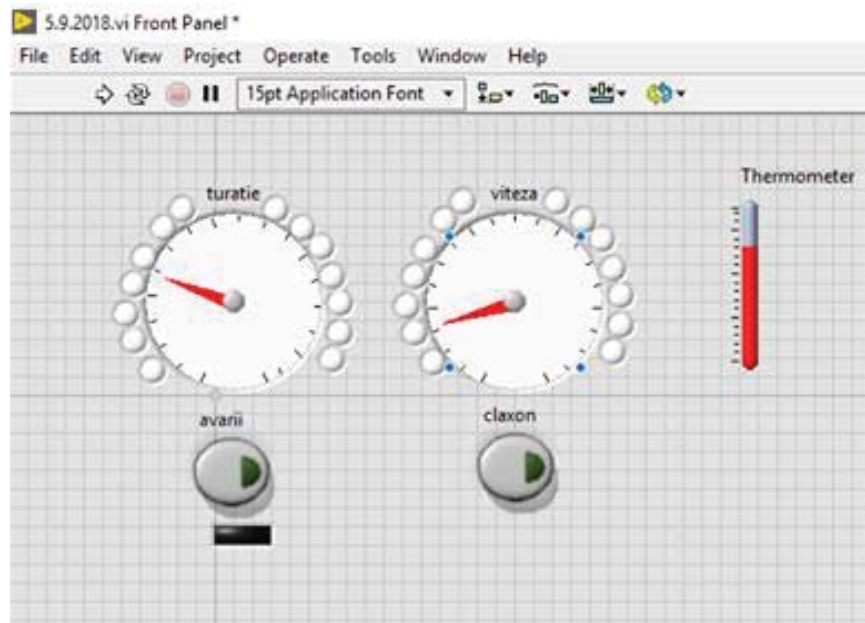 5.9.2018.vi Front Panel *
File Edit View Project Operate Tools Window Help
15pt Application Font
turatie
viteza
Thermometer
avarii
claxon